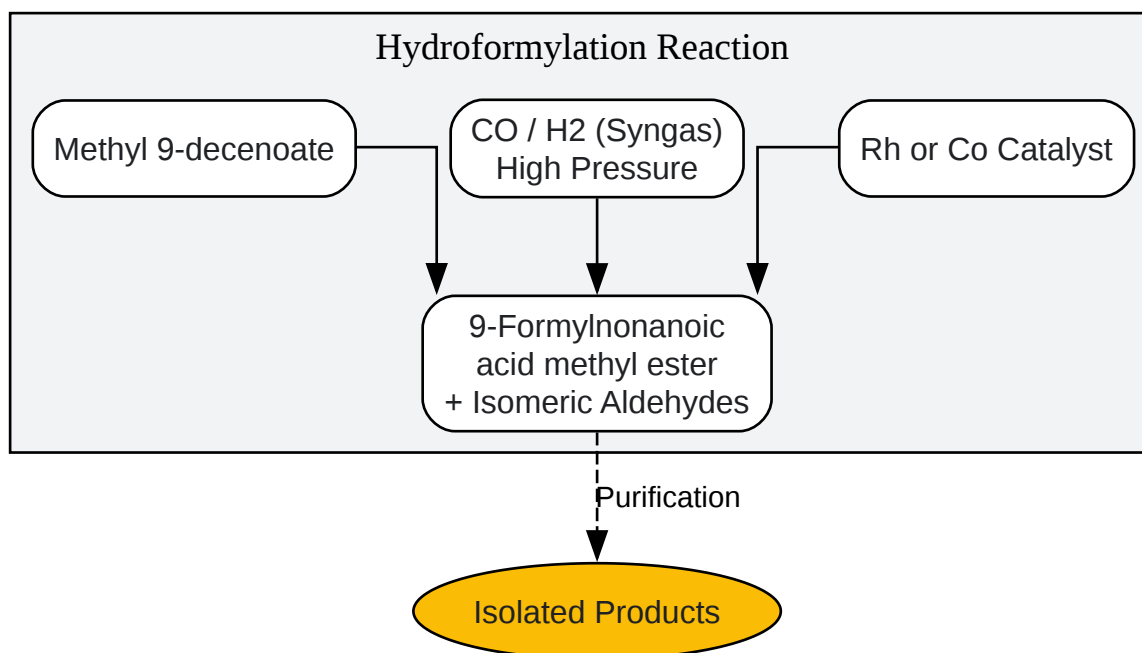 Hydroformylation Reaction
Methyl 9-decenoate
CO / H2 (Syngas)
High Pressure
Rh or Co Catalyst
9-Formylnonanoic
acid methyl ester
+ Isomeric Aldehydes
Purification
Isolated Products